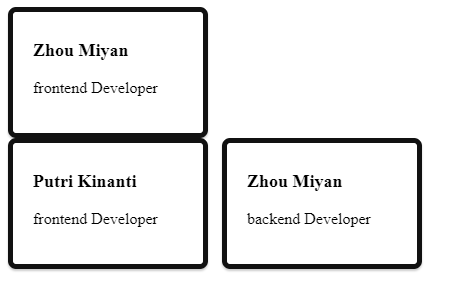 Zhou Miyan
frontend Developer
Putri Kinanti
frontend Developer
Zhou Miyan
backend Developer